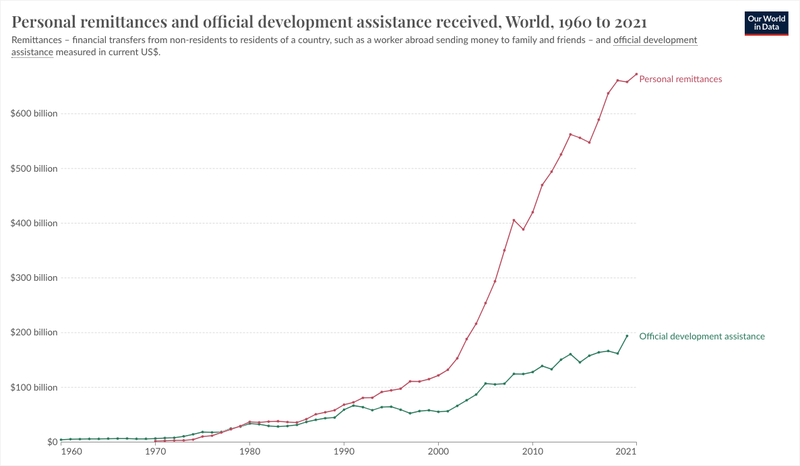 Personal remittances and official development assistance received, World, 1960 to 2021
Remittances – financial transfers from non-residents to residents of a country, such as a worker abroad sending money to family and friends – and official development
assistance measured in current US$.
Our World
in Data
Personal remittances
$600 billion
$500 billion
$400 billion
$300 billion
$200 billion
Official development assistance
$100 billion
$0
1960
1970
1980
1990
2000
2010
2021